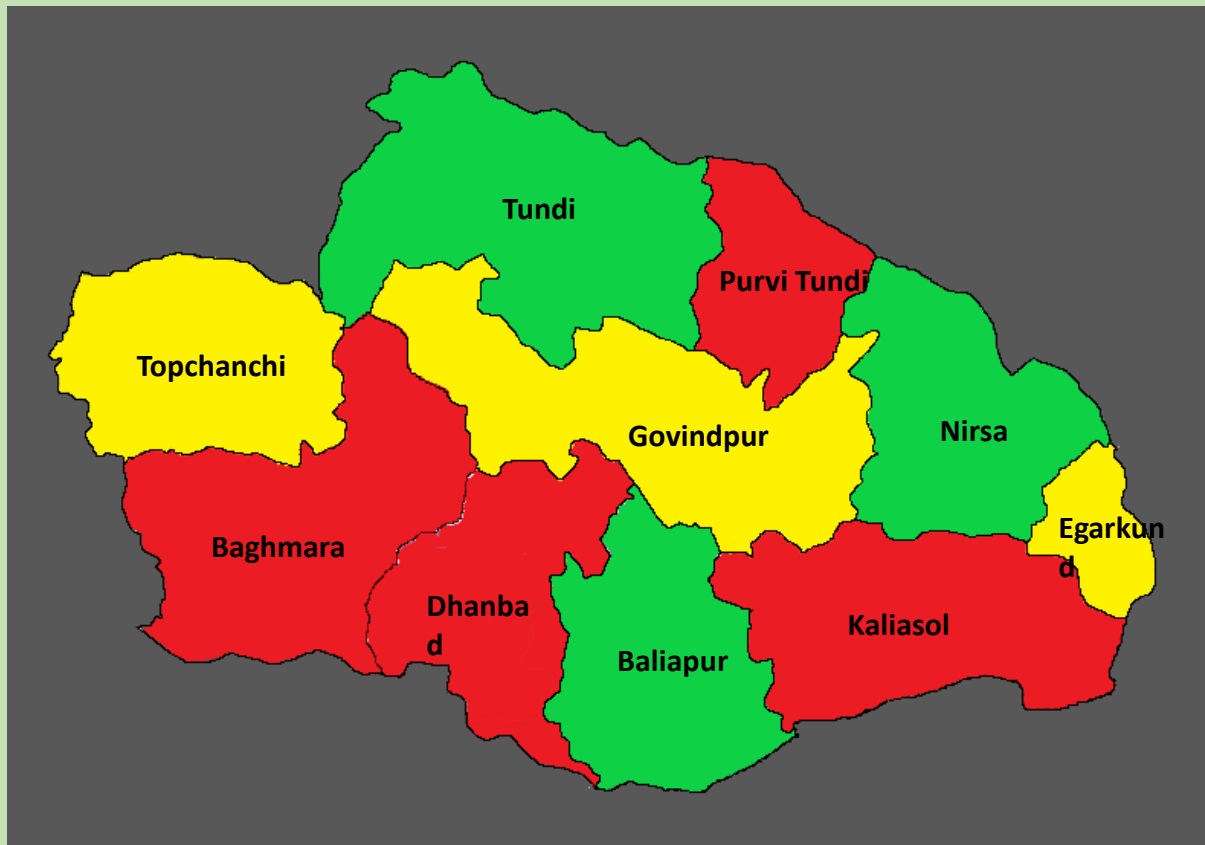 Tundi
Purvi Tundi
Topchanchi
Govindpur
Nirsa
Egarkun
d
Baghmara
Dhanba
d
Kaliasol
Baliapur